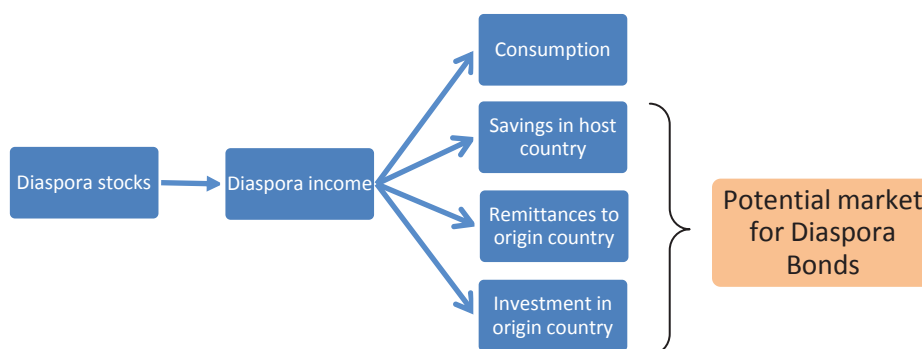 Consumption
Savings in host
country
Diaspora stocks
Diaspora income
Remittances to
origin country
Investment in
origin country
Potential market
for Diaspora
Bonds